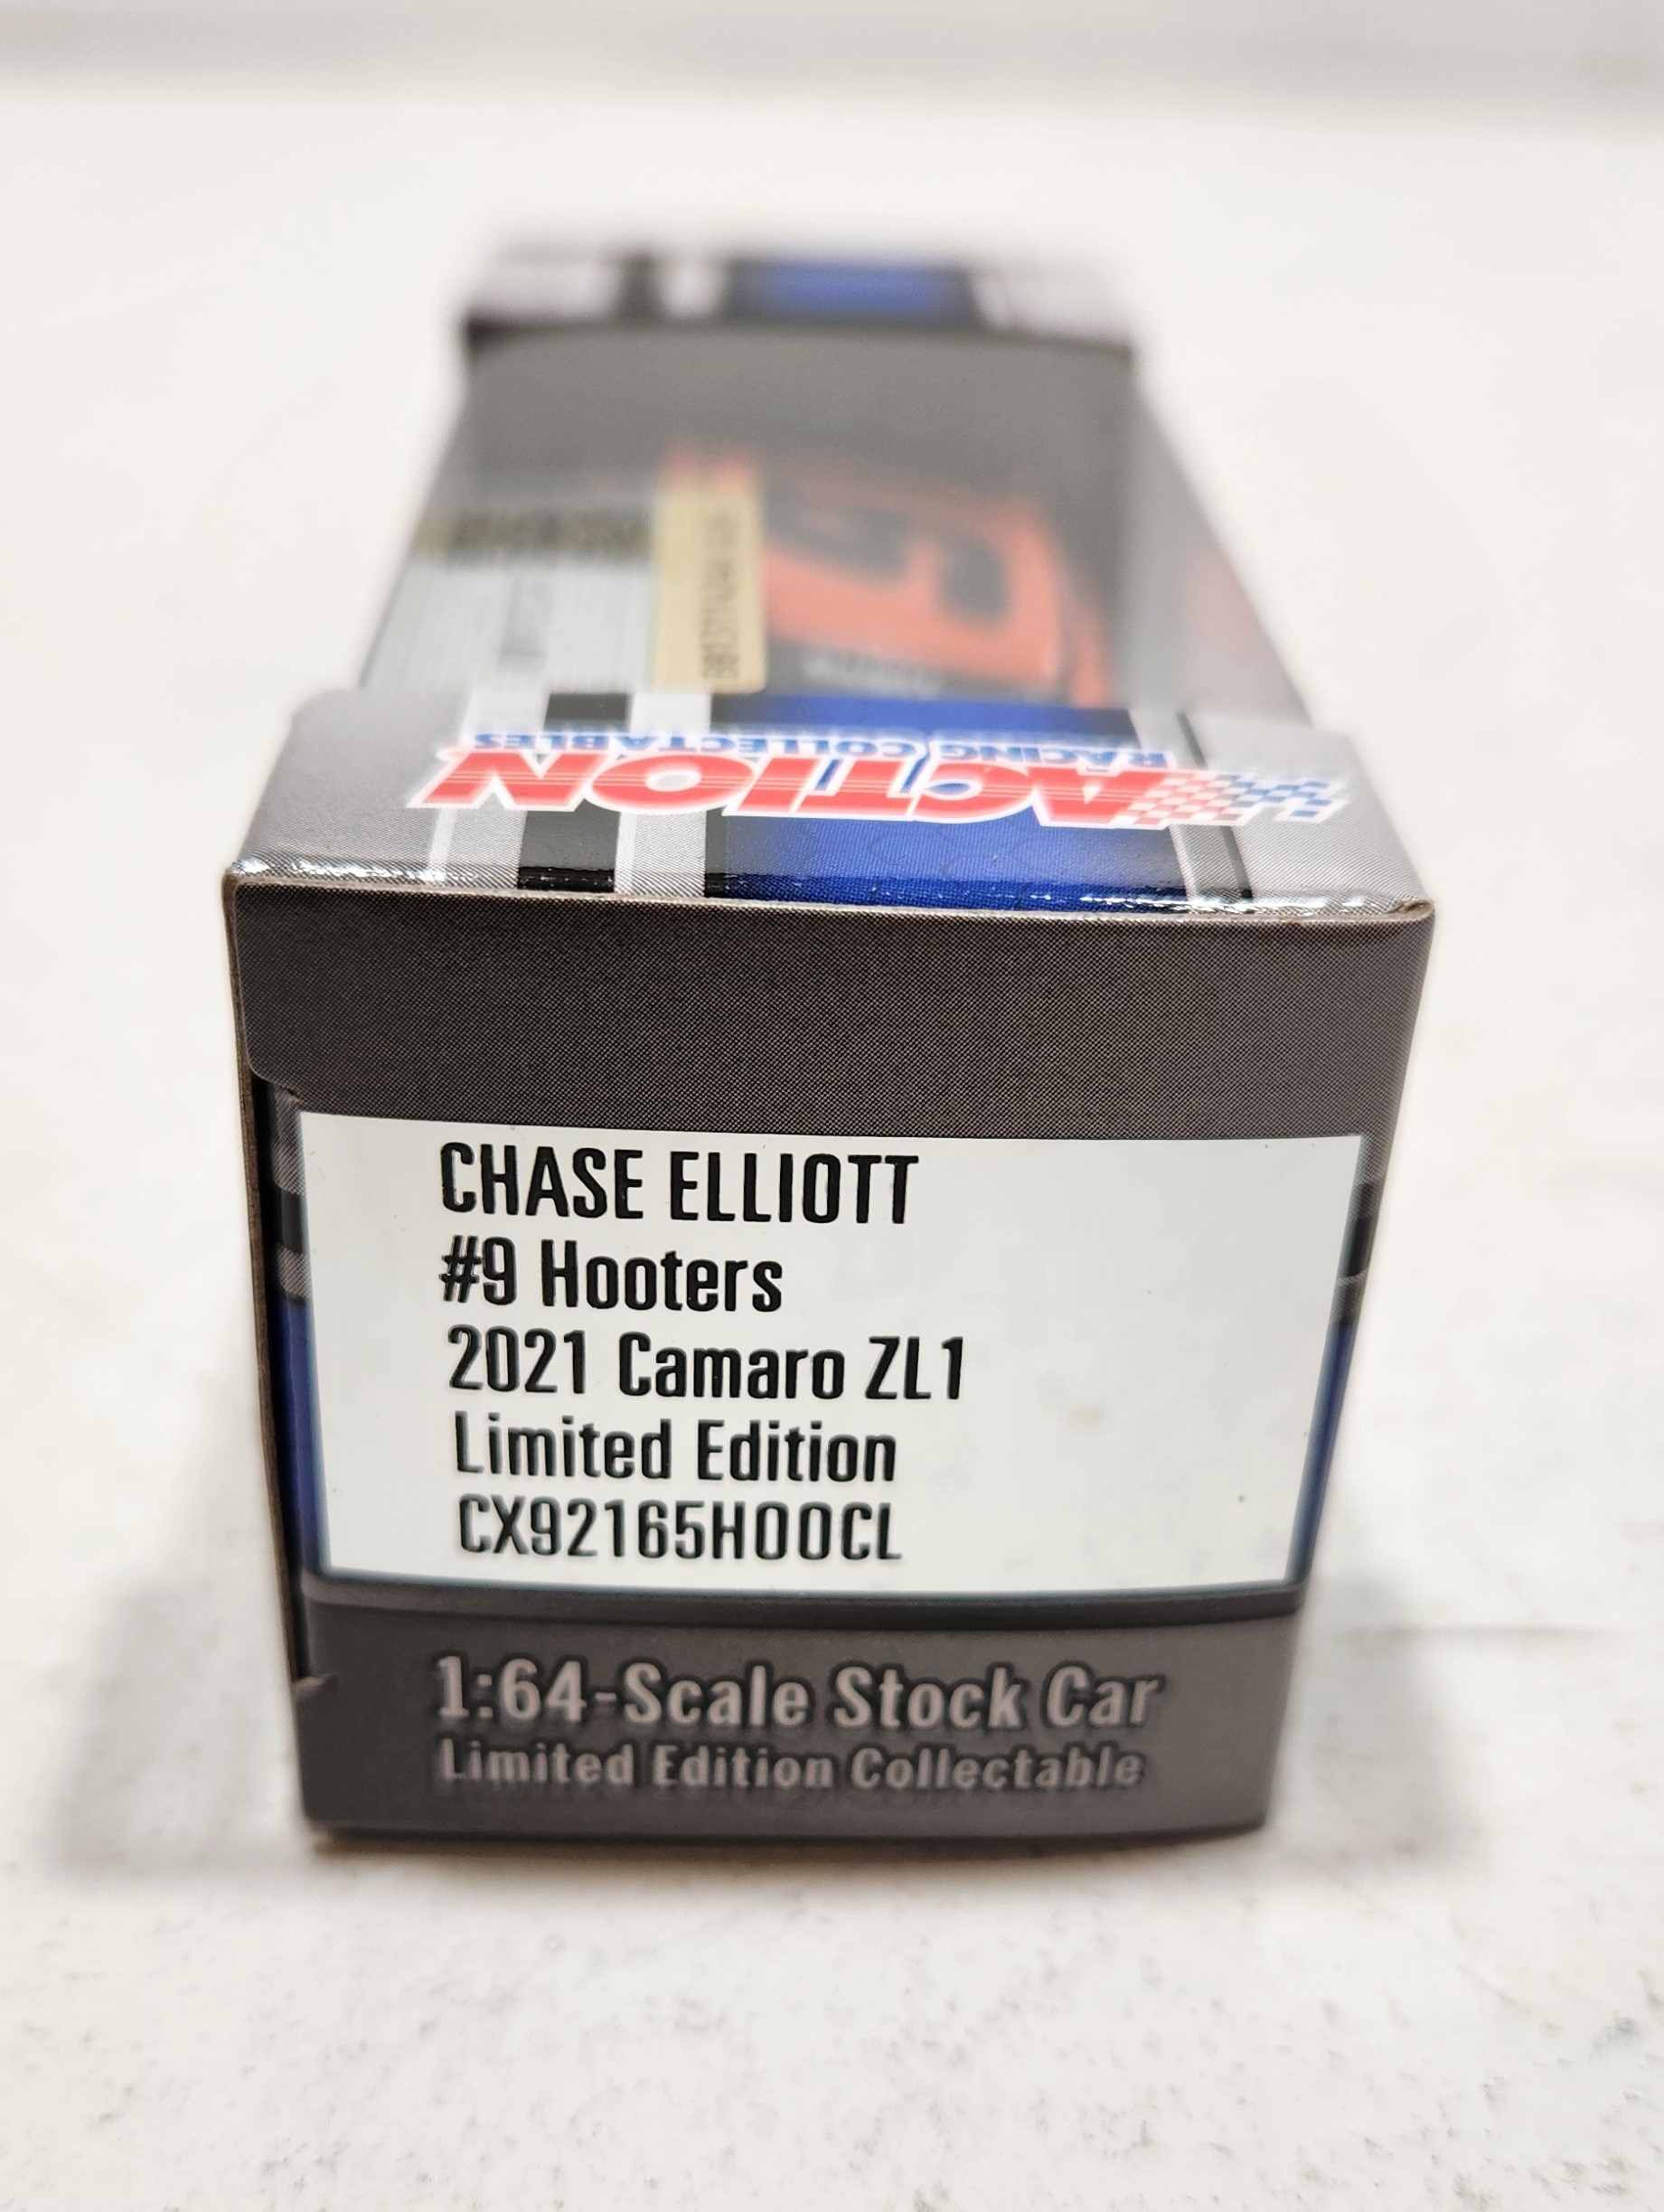 ACTION
RACING COLLECTABLES
CHASE ELLIOTT
#9 Hooters
2021 Camaro ZL1
Limited Edition
CX92165HOOCL
1:64-Scale Stock Car
Limited Edition Collectable